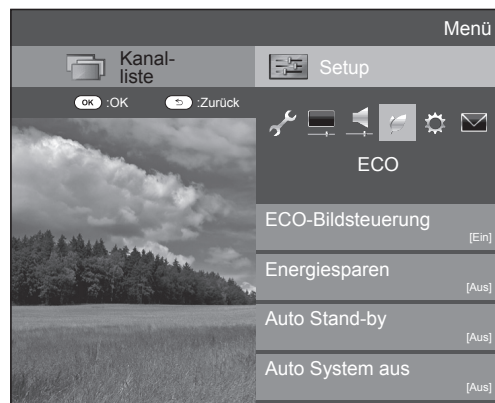 Menü
Kanal-
liste
Setup
OK :OK
:Zurück
ECO
ECO-Bildsteuerung
[Ein]
Energiesparen
[Aus]
Auto Stand-by
[Aus]
Auto System aus
[Aus]